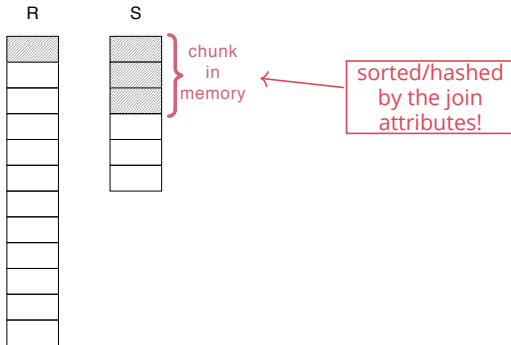 R
S
chunk
in
memory
sorted/hashed
by the join
attributes!